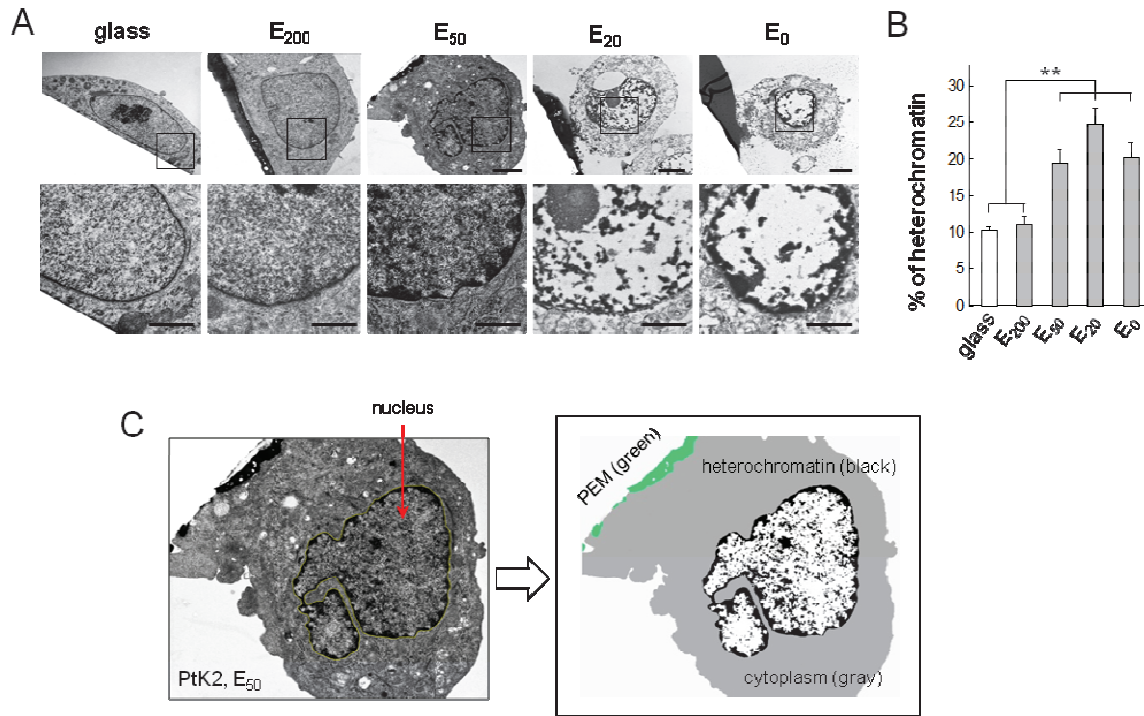 A
glass
E200
E50
E20
E0
B
% of heterochromatin
30
25
20
15
10
5
0
**
glass
E200
E50
E20
E0
C
nucleus
PtK2, E50
PEM (green)
heterochromatin (black)
cytoplasm (gray)